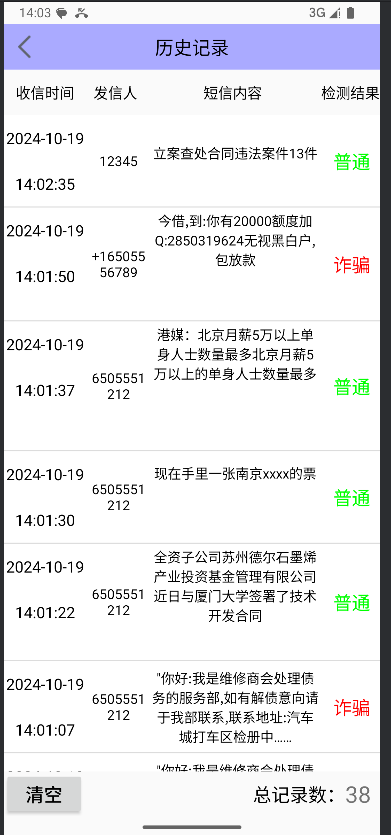 14:03 3G
历史记录
收信时间 发信人 短信内容 检测结果
2024-10-19
14:02:35
12345
立案查处合同违法案件13件
普通
2024-10-19
14:01:50
+165055
56789
今借,到:你有20000额度加
Q:2850319624无视黑白户,
包放款
诈骗
2024-10-19
14:01:37
6505551
212
港媒：北京月薪5万以上单
身人士数量最多北京月薪5
万以上的单身人士数量最多
普通
2024-10-19
14:01:30
6505551
212
现在手里一张南京xxxx的票
普通
2024-10-19
14:01:22
6505551
212
全资子公司苏州德尔石墨烯
产业投资基金管理有限公司
近日与厦门大学签署了技术
开发合同
普通
2024-10-19
14:01:07
6505551
212
"你好:我是维修商会处理债
务的服务部,如有解债意向请
于我部联系,联系地址:汽车
城打车区检册中......
诈骗
2024-10-19
"你好:我是维修商会处理债
清空
总记录数：38